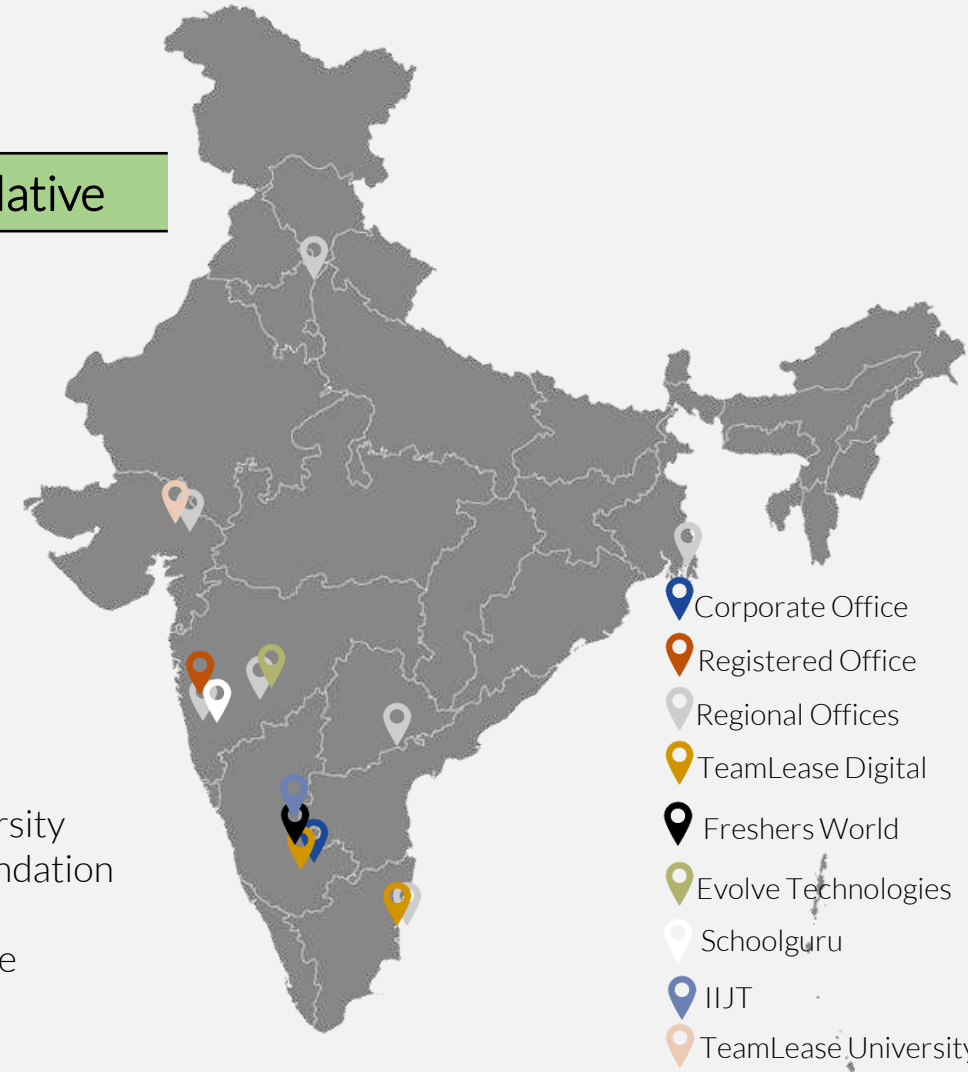 lative
rsity
ndation
e
Corporate Office
Registered Office
Regional Offices
TeamLease Digital
Freshers World
Evolve Technologies
Schoolguru
IIJT
TeamLease University